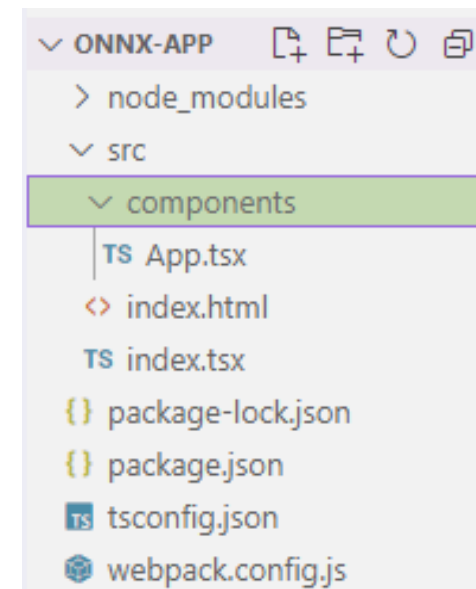 ONNX-APP
node_modules
src
components
TS App.tsx
<> index.html
TS index.tsx
{} package-lock.json
{} package.json
TS tsconfig.json
webpack.config.js